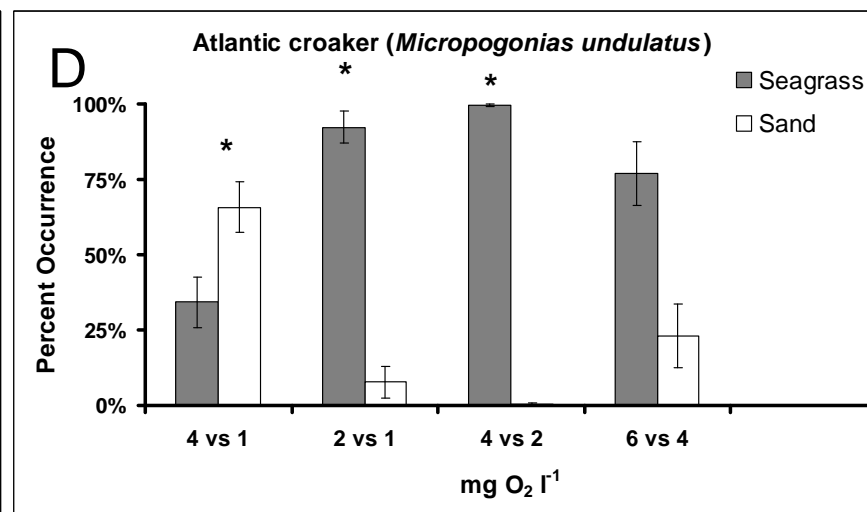 D
Atlantic croaker (Micropogonias undulatus)
* * *
Seagrass
Sand
100%
75%
50%
25%
0%
Percent Occurrence
4 vs 1 2 vs 1 4 vs 2 6 vs 4
mg O₂ l⁻¹